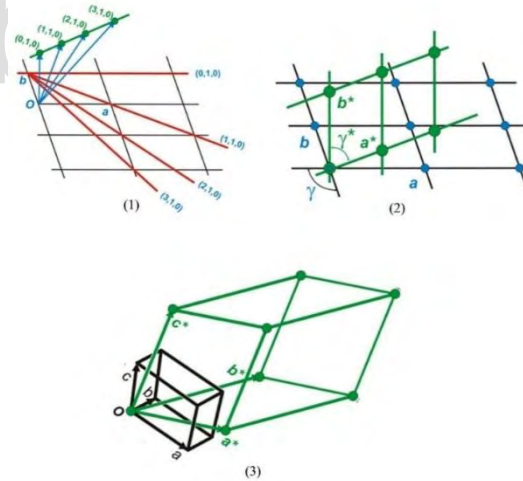 (3,1,0)
(2,1,0)
(1,1,0)
(0,1,0)
b
(0,1,0)
O
a
(1,1,0)
(2,1,0)
(3,1,0)
(1)
b*
b
γ*
a*
γ
a
(2)
c*
c
b*
b
O
a*
a
(3)